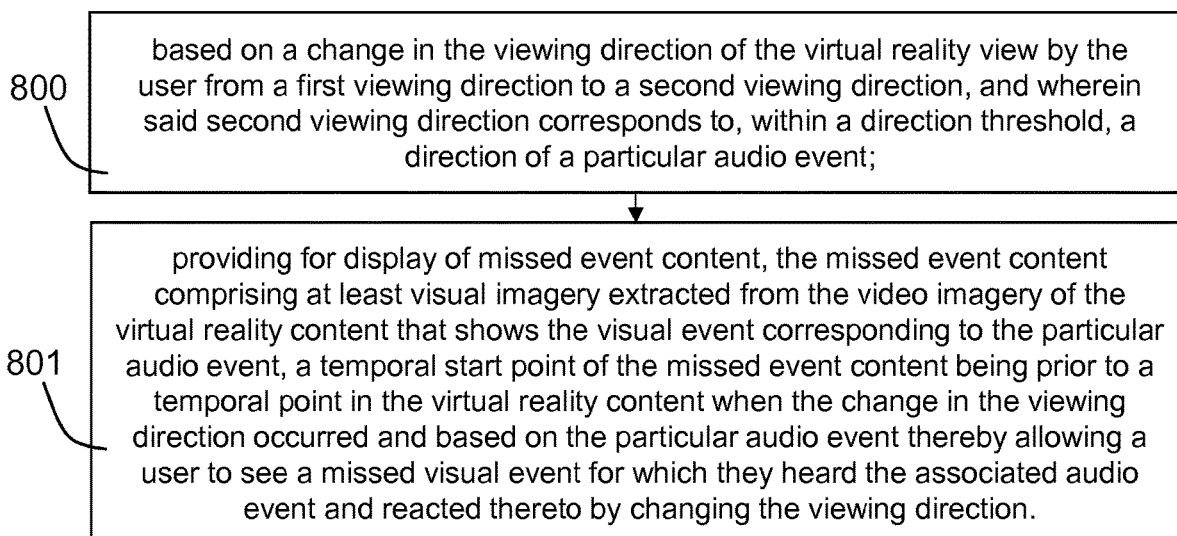 800
based on a change in the viewing direction of the virtual reality view by the
user from a first viewing direction to a second viewing direction, and wherein
said second viewing direction corresponds to, within a direction threshold, a
direction of a particular audio event;
801
providing for display of missed event content, the missed event content
comprising at least visual imagery extracted from the video imagery of the
virtual reality content that shows the visual event corresponding to the particular
audio event, a temporal start point of the missed event content being prior to a
temporal point in the virtual reality content when the change in the viewing
direction occurred and based on the particular audio event thereby allowing a
user to see a missed visual event for which they heard the associated audio
event and reacted thereto by changing the viewing direction.